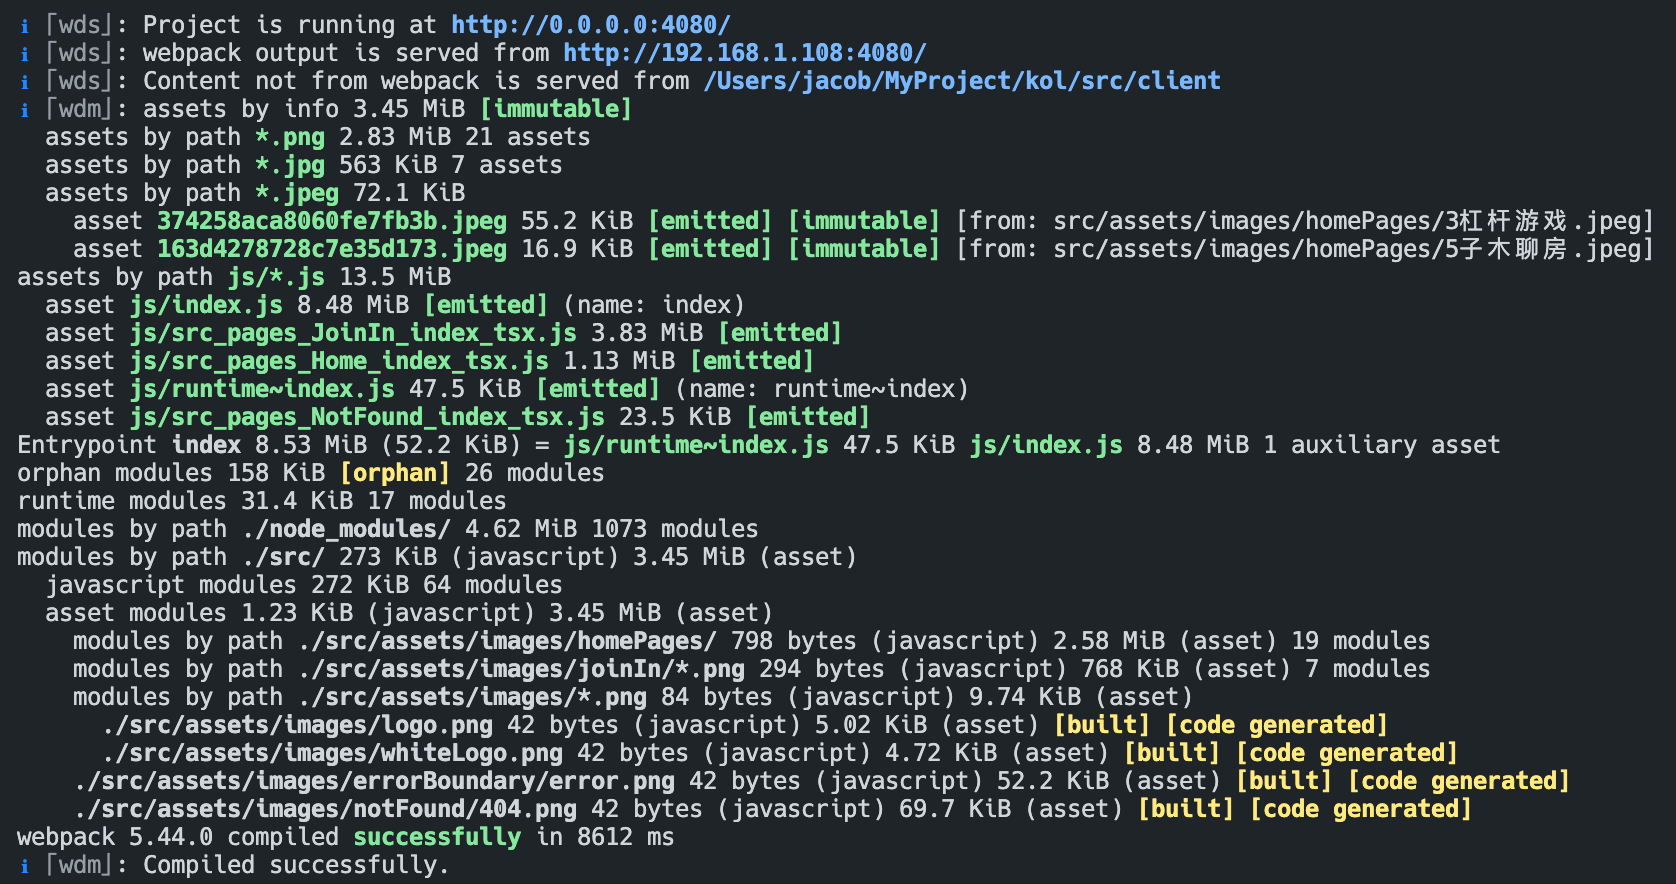 i ｢wds｣: Project is running at http://0.0.0.0:4080/
i ｢wds｣: webpack output is served from http://192.168.1.108:4080/
i ｢wds｣: Content not from webpack is served from /Users/jacob/MyProject/kol/src/client
i ｢wdm｣: assets by info 3.45 MiB [immutable]
assets by path *.png 2.83 MiB 21 assets
assets by path *.jpg 563 KiB 7 assets
assets by path *.jpeg 72.1 KiB
asset 374258aca8060fe7fb3b.jpeg 55.2 KiB [emitted] [immutable] [from: src/assets/images/homePages/3杠杆游戏.jpeg]
asset 163d4278728c7e35d173.jpeg 16.9 KiB [emitted] [immutable] [from: src/assets/images/homePages/5子木聊房.jpeg]
assets by path js/*.js 13.5 MiB
asset js/index.js 8.48 MiB [emitted] (name: index)
asset js/src_pages_JoinIn_index_tsx.js 3.83 MiB [emitted]
asset js/src_pages_Home_index_tsx.js 1.13 MiB [emitted]
asset js/runtime~index.js 47.5 KiB [emitted] (name: runtime~index)
asset js/src_pages_NotFound_index_tsx.js 23.5 KiB [emitted]
Entrypoint index 8.53 MiB (52.2 KiB) = js/runtime~index.js 47.5 KiB js/index.js 8.48 MiB 1 auxiliary asset
orphan modules 158 KiB [orphan] 26 modules
runtime modules 31.4 KiB 17 modules
modules by path ./node_modules/ 4.62 MiB 1073 modules
modules by path ./src/ 273 KiB (javascript) 3.45 MiB (asset)
javascript modules 272 KiB 64 modules
asset modules 1.23 KiB (javascript) 3.45 MiB (asset)
modules by path ./src/assets/images/homePages/ 798 bytes (javascript) 2.58 MiB (asset) 19 modules
modules by path ./src/assets/images/joinIn/*.png 294 bytes (javascript) 768 KiB (asset) 7 modules
modules by path ./src/assets/images/*.png 84 bytes (javascript) 9.74 KiB (asset)
./src/assets/images/logo.png 42 bytes (javascript) 5.02 KiB (asset) [built] [code generated]
./src/assets/images/whiteLogo.png 42 bytes (javascript) 4.72 KiB (asset) [built] [code generated]
./src/assets/images/errorBoundary/error.png 42 bytes (javascript) 52.2 KiB (asset) [built] [code generated]
./src/assets/images/notFound/404.png 42 bytes (javascript) 69.7 KiB (asset) [built] [code generated]
webpack 5.44.0 compiled successfully in 8612 ms
i ｢wdm｣: Compiled successfully.